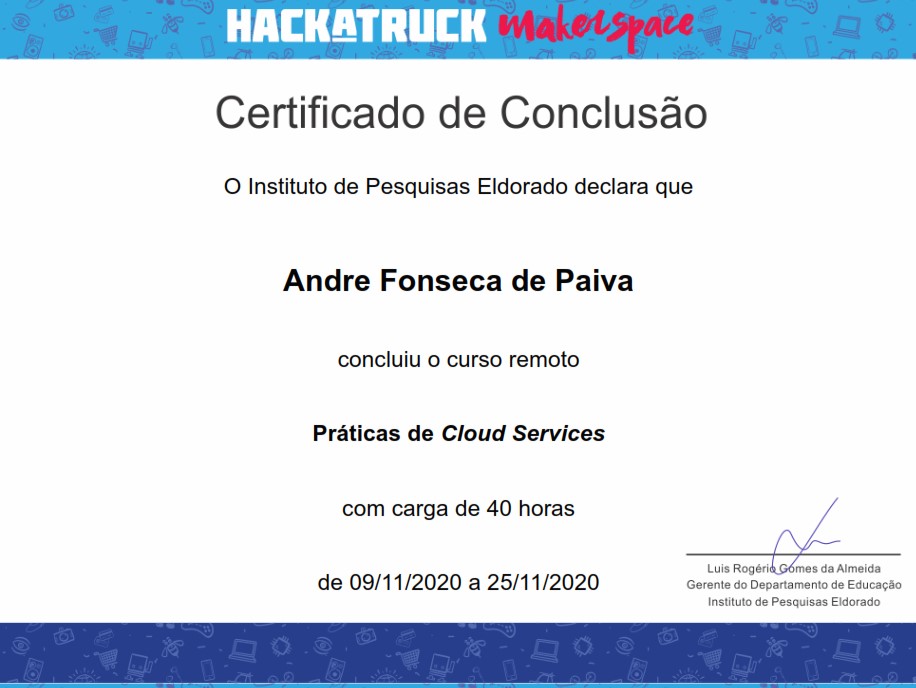 HACKATRUCK makerspace
Certificado de Conclusão
O Instituto de Pesquisas Eldorado declara que
Andre Fonseca de Paiva
concluiu o curso remoto
Práticas de Cloud Services
com carga de 40 horas
de 09/11/2020 a 25/11/2020
Luis Rogério Gomes da Almeida
Gerente do Departamento de Educação
Instituto de Pesquisas Eldorado